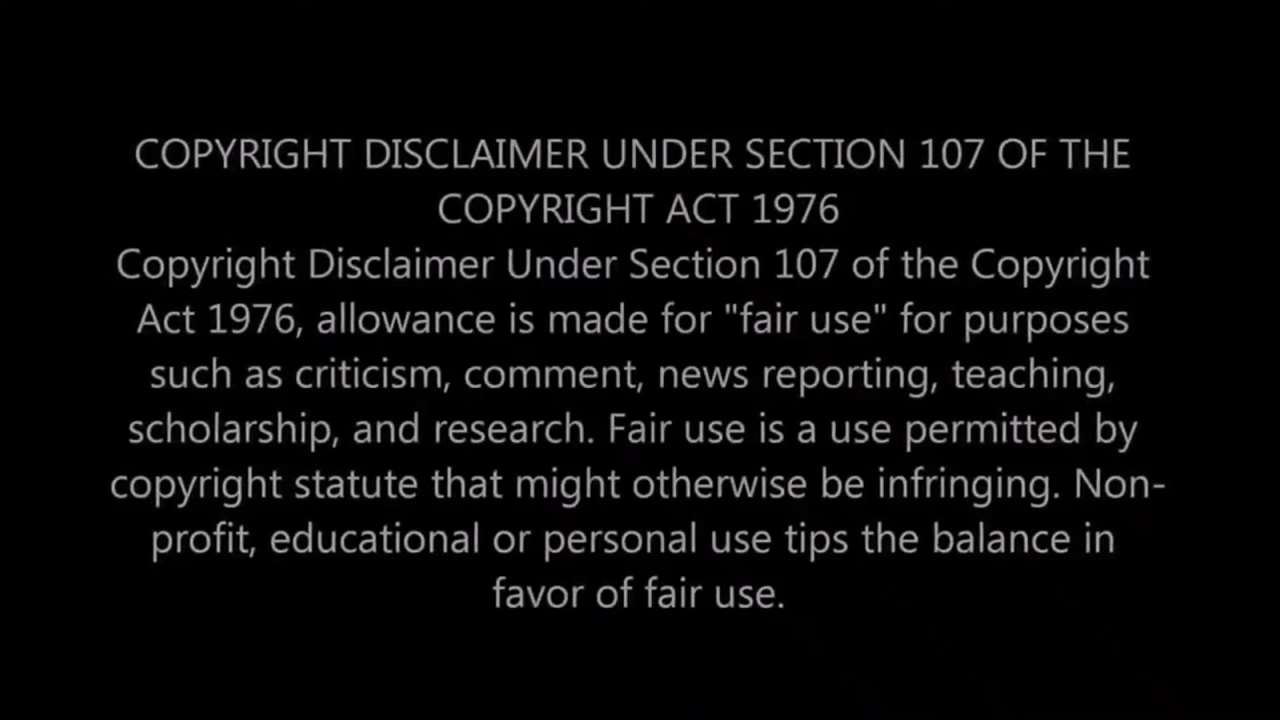 COPYRIGHT DISCLAIMER UNDER SECTION 107 OF THE
COPYRIGHT ACT 1976
Copyright Disclaimer Under Section 107 of the Copyright
Act 1976, allowance is made for "fair use" for purposes
such as criticism, comment, news reporting, teaching,
scholarship, and research. Fair use is a use permitted by
copyright statute that might otherwise be infringing. Non-
profit, educational or personal use tips the balance in
favor of fair use.